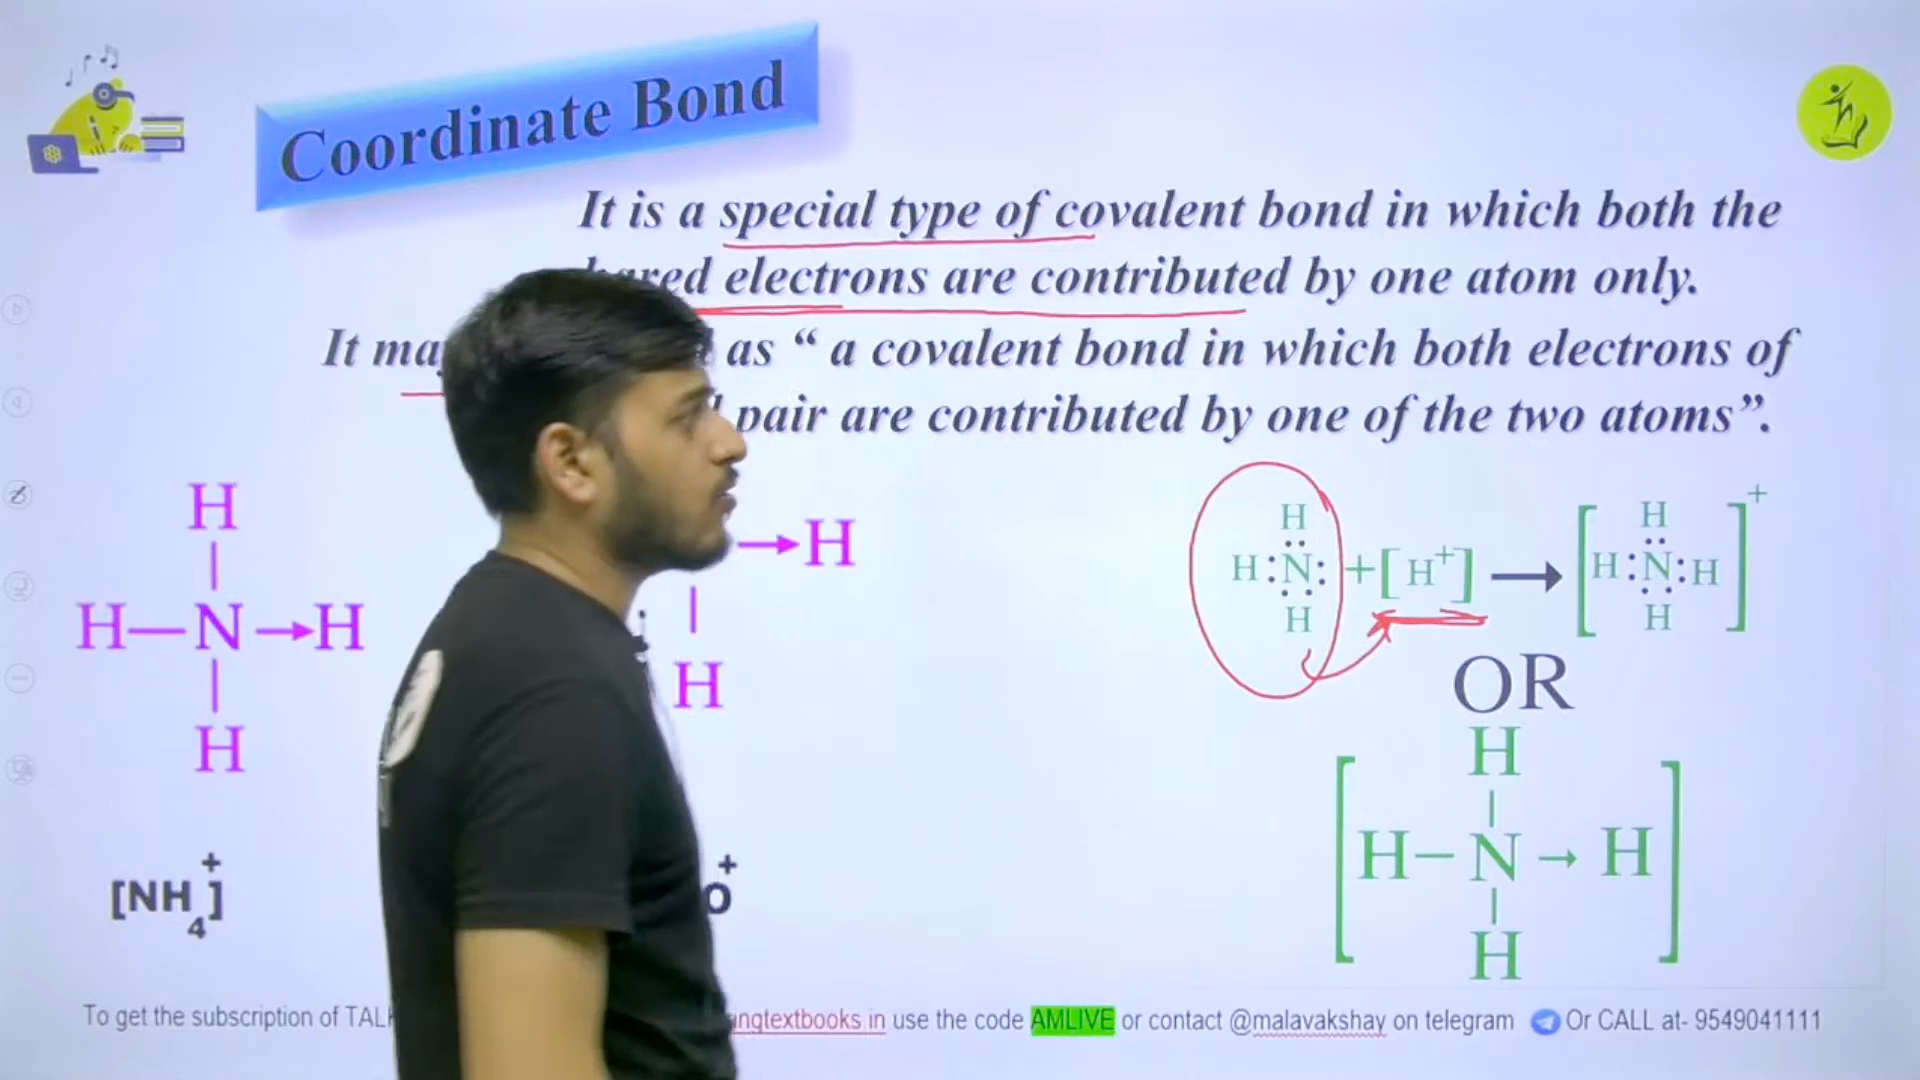 Coordinate Bond
It is a special type of covalent bond in which both the
electrons are contributed by one atom only.
It as “ a covalent bond in which both electrons of
pair are contributed by one of the two atoms”.
H
H—N→H
H
→H
H
H
H:N: + [H+] → [H:N:H]+
H
H
H
OR
H
[H—N→H]
H
[NH4]+
O+
To get the subscription of
angtextbooks.in use the code AMLIVE or contact @malavakshay on telegram Or CALL at- 9549041111